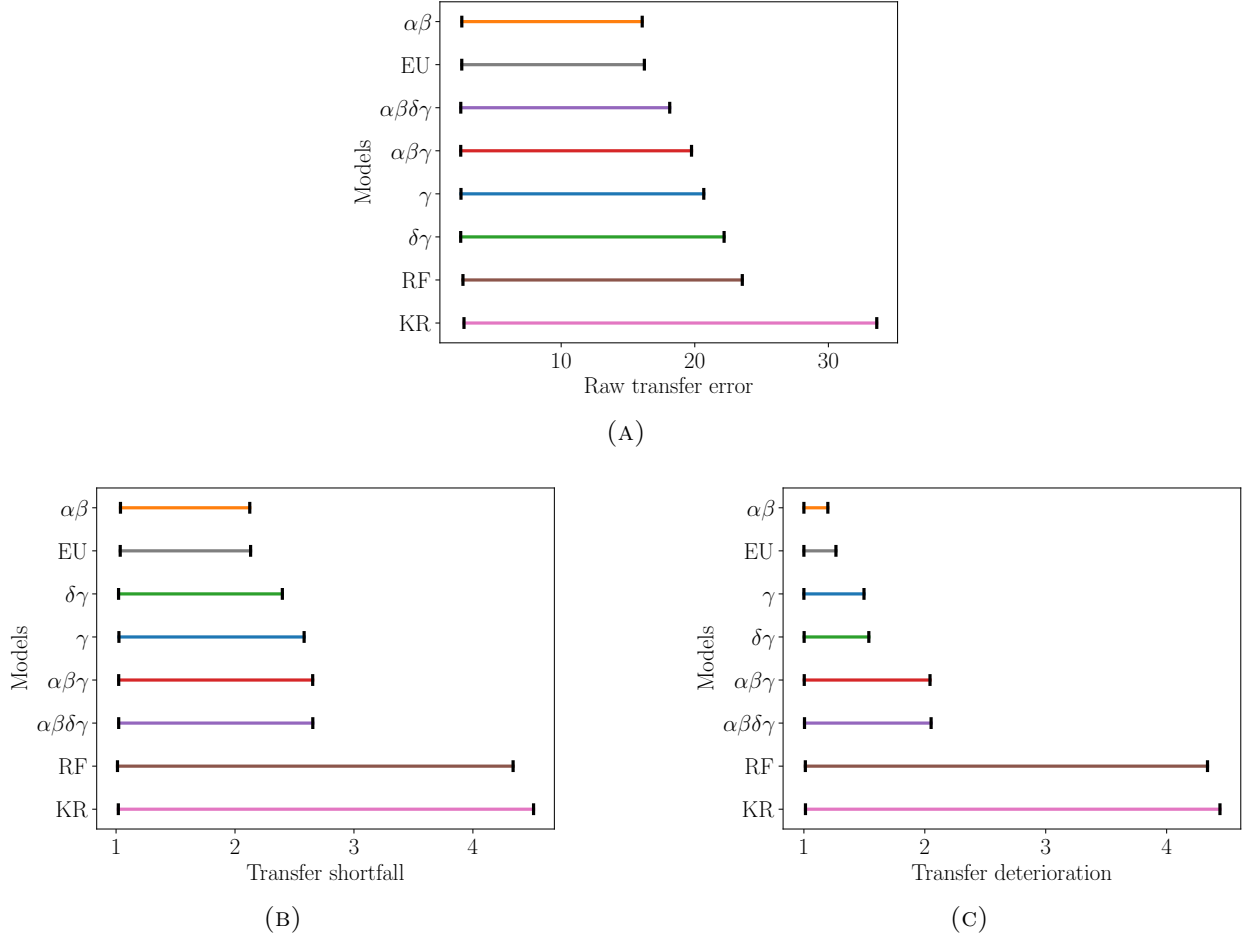 αβ
EU
αβδγ
αβγ
γ
δγ
RF
KR
Models
10 20 30
Raw transfer error
(A)
αβ
EU
δγ
γ
αβγ
αβδγ
RF
KR
Models
1 2 3 4
Transfer shortfall
(B)
αβ
EU
γ
δγ
αβγ
αβδγ
RF
KR
Models
1 2 3 4
Transfer deterioration
(C)